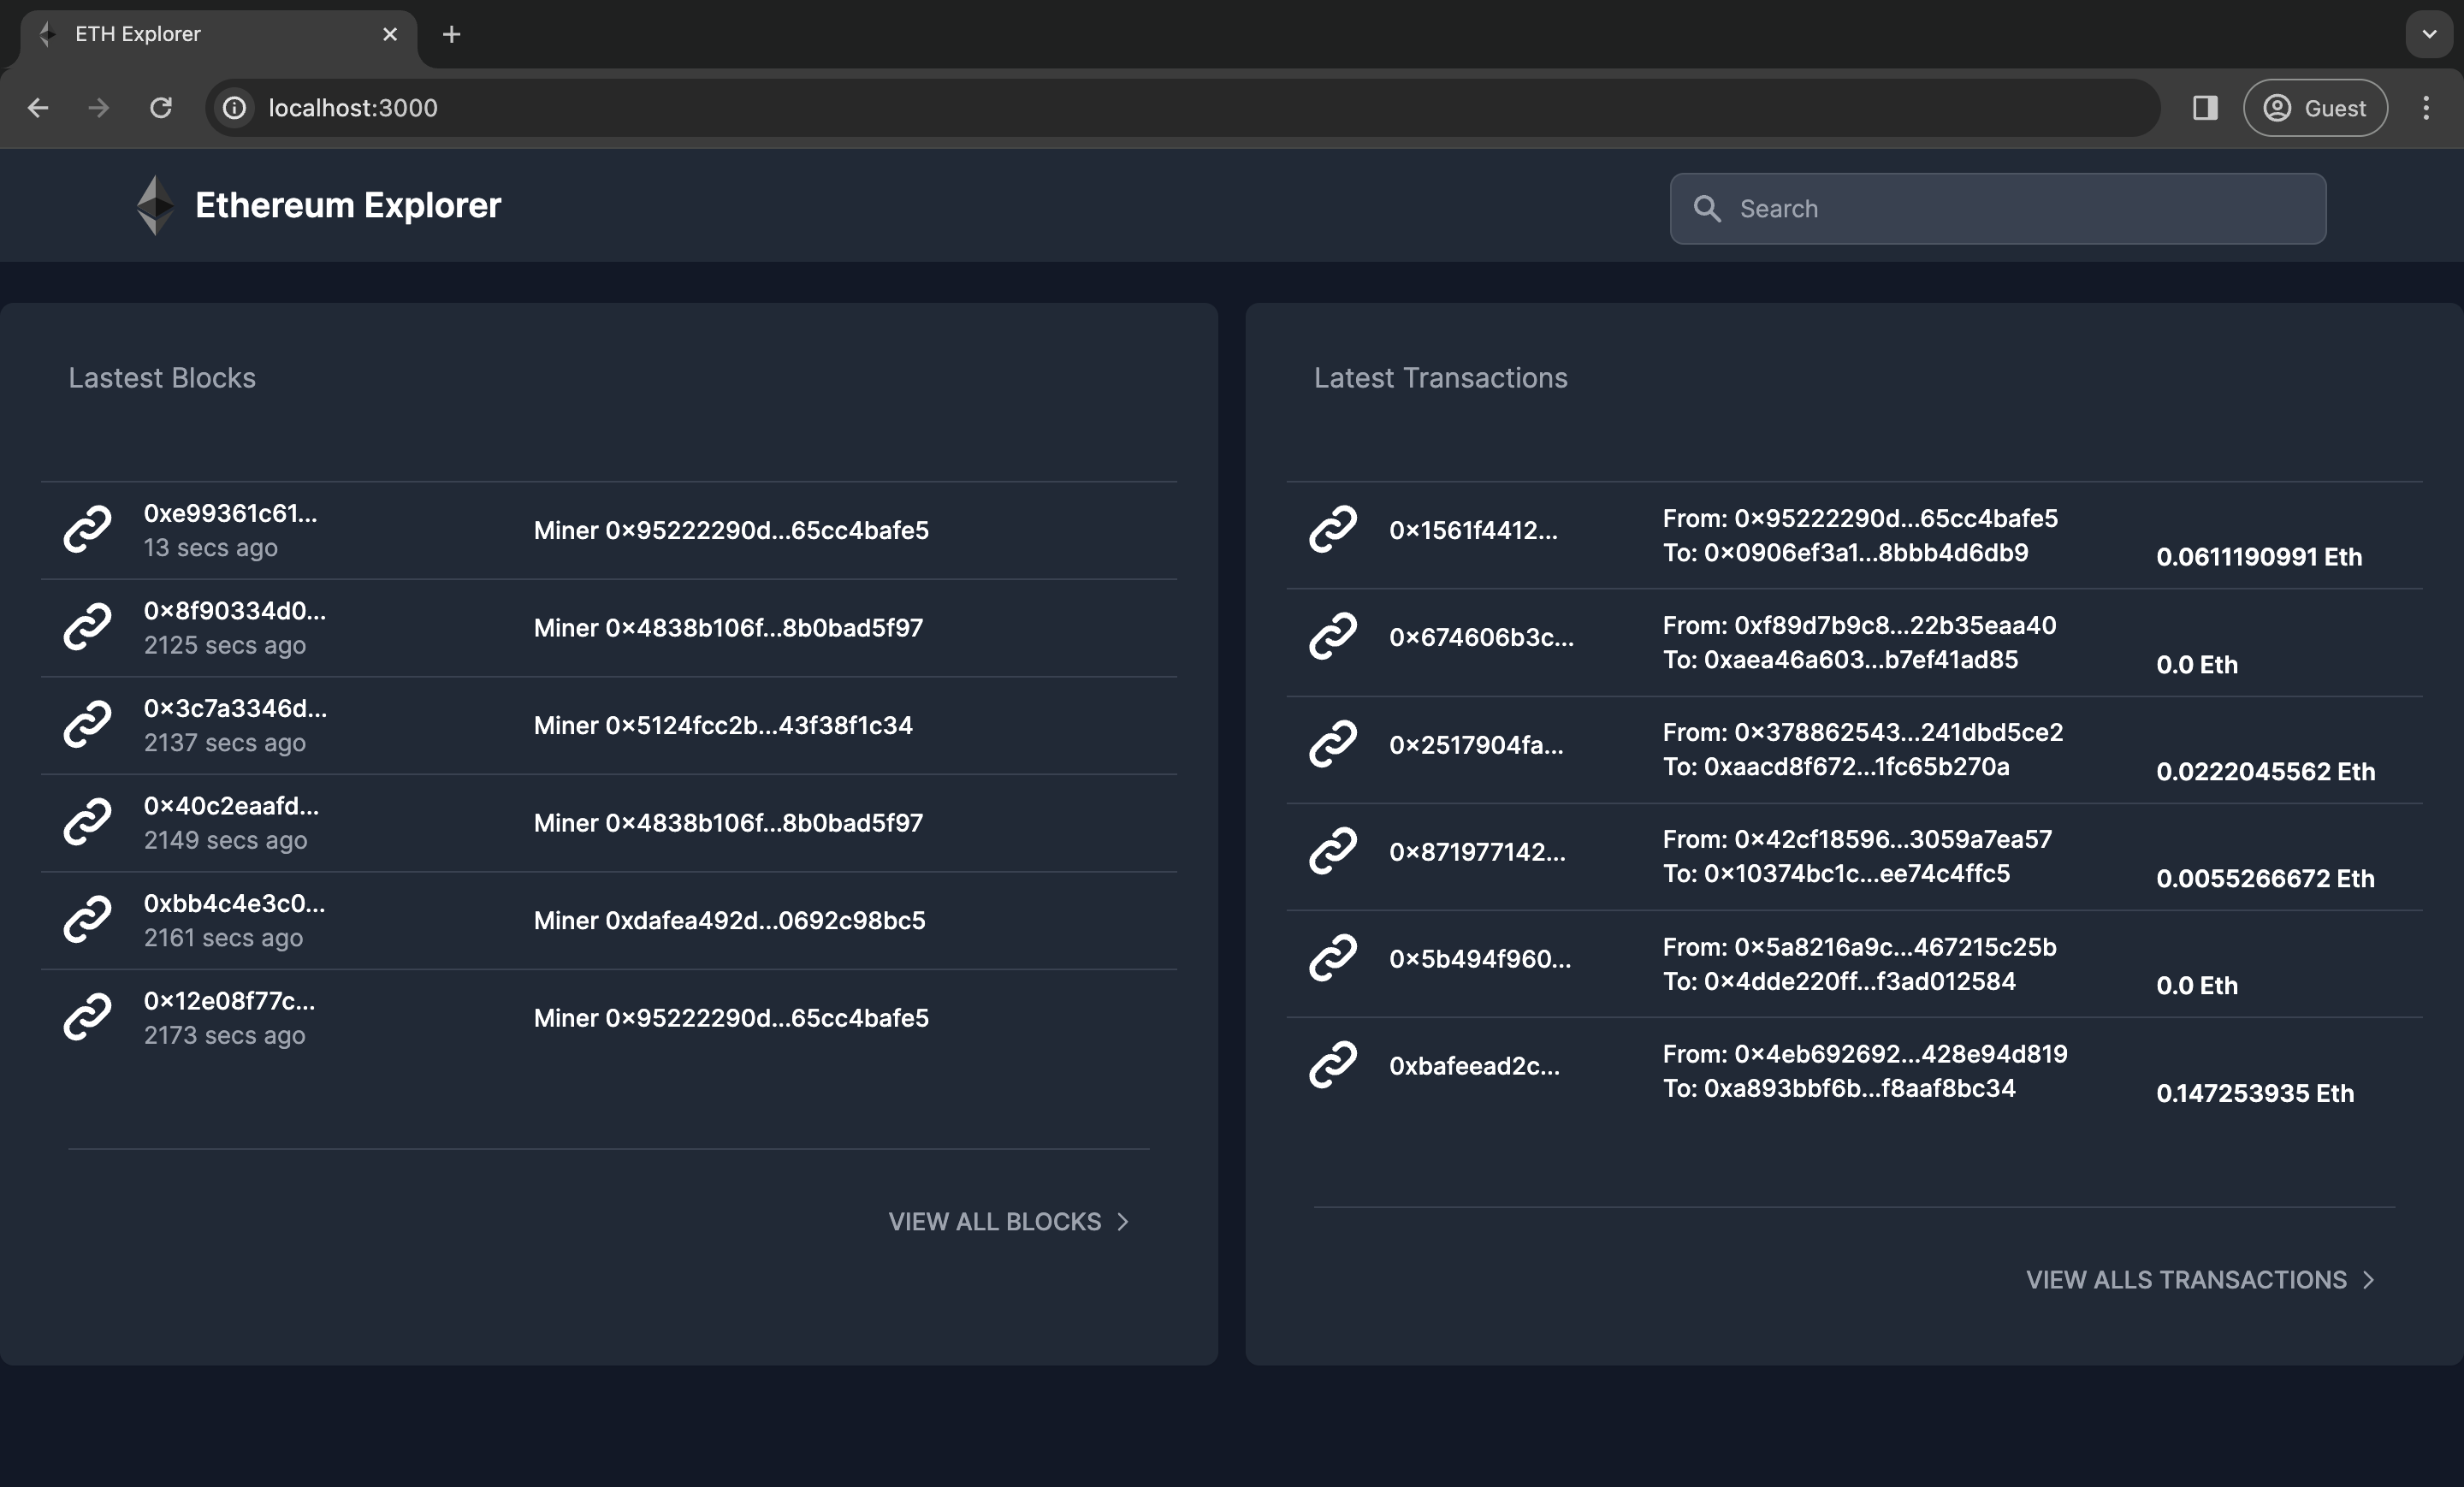 ETH Explorer
localhost:3000
Guest
Ethereum Explorer
Search
Lastest Blocks
0xe99361c61...
13 secs ago
Miner 0x95222290d...65cc4bafe5
0x8f90334d0...
2125 secs ago
Miner 0x4838b106f...8b0bad5f97
0x3c7a3346d...
2137 secs ago
Miner 0x5124fcc2b...43f38f1c34
0x40c2eaafd...
2149 secs ago
Miner 0x4838b106f...8b0bad5f97
0xbb4c4e3c0...
2161 secs ago
Miner 0xdafea492d...0692c98bc5
0x12e08f77c...
2173 secs ago
Miner 0x95222290d...65cc4bafe5
VIEW ALL BLOCKS
Latest Transactions
0x1561f4412...
From: 0x95222290d...65cc4bafe5
To: 0x0906ef3a1...8bbb4d6db9
0.0611190991 Eth
0x674606b3c...
From: 0xf89d7b9c8...22b35eaa40
To: 0xaea46a603...b7ef41ad85
0.0 Eth
0x2517904fa...
From: 0x378862543...241dbd5ce2
To: 0xaacd8f672...1fc65b270a
0.0222045562 Eth
0x871977142...
From: 0x42cf18596...3059a7ea57
To: 0x10374bc1c...ee74c4ffc5
0.0055266672 Eth
0x5b494f960...
From: 0x5a8216a9c...467215c25b
To: 0x4dde220ff...f3ad012584
0.0 Eth
0xbafeead2c...
From: 0x4eb692692...428e94d819
To: 0xa893bbf6b...f8aaf8bc34
0.147253935 Eth
VIEW ALLS TRANSACTIONS